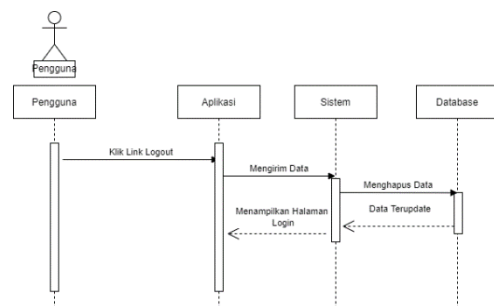 Pengguna
Pengguna
Aplikasi
Sistem
Database
Klik Link Logout
Mengirim Data
Menghapus Data
Data Terupdate
Menampilkan Halaman
Login